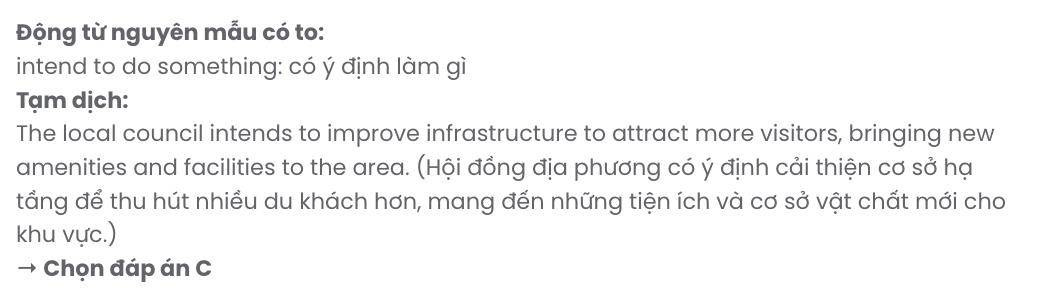 Động từ nguyên mẫu có to:
intend to do something: có ý định làm gì
Tạm dịch:
The local council intends to improve infrastructure to attract more visitors, bringing new
amenities and facilities to the area. (Hội đồng địa phương có ý định cải thiện cơ sở hạ
tầng để thu hút nhiều du khách hơn, mang đến những tiện ích và cơ sở vật chất mới cho
khu vực.)
→ Chọn đáp án C